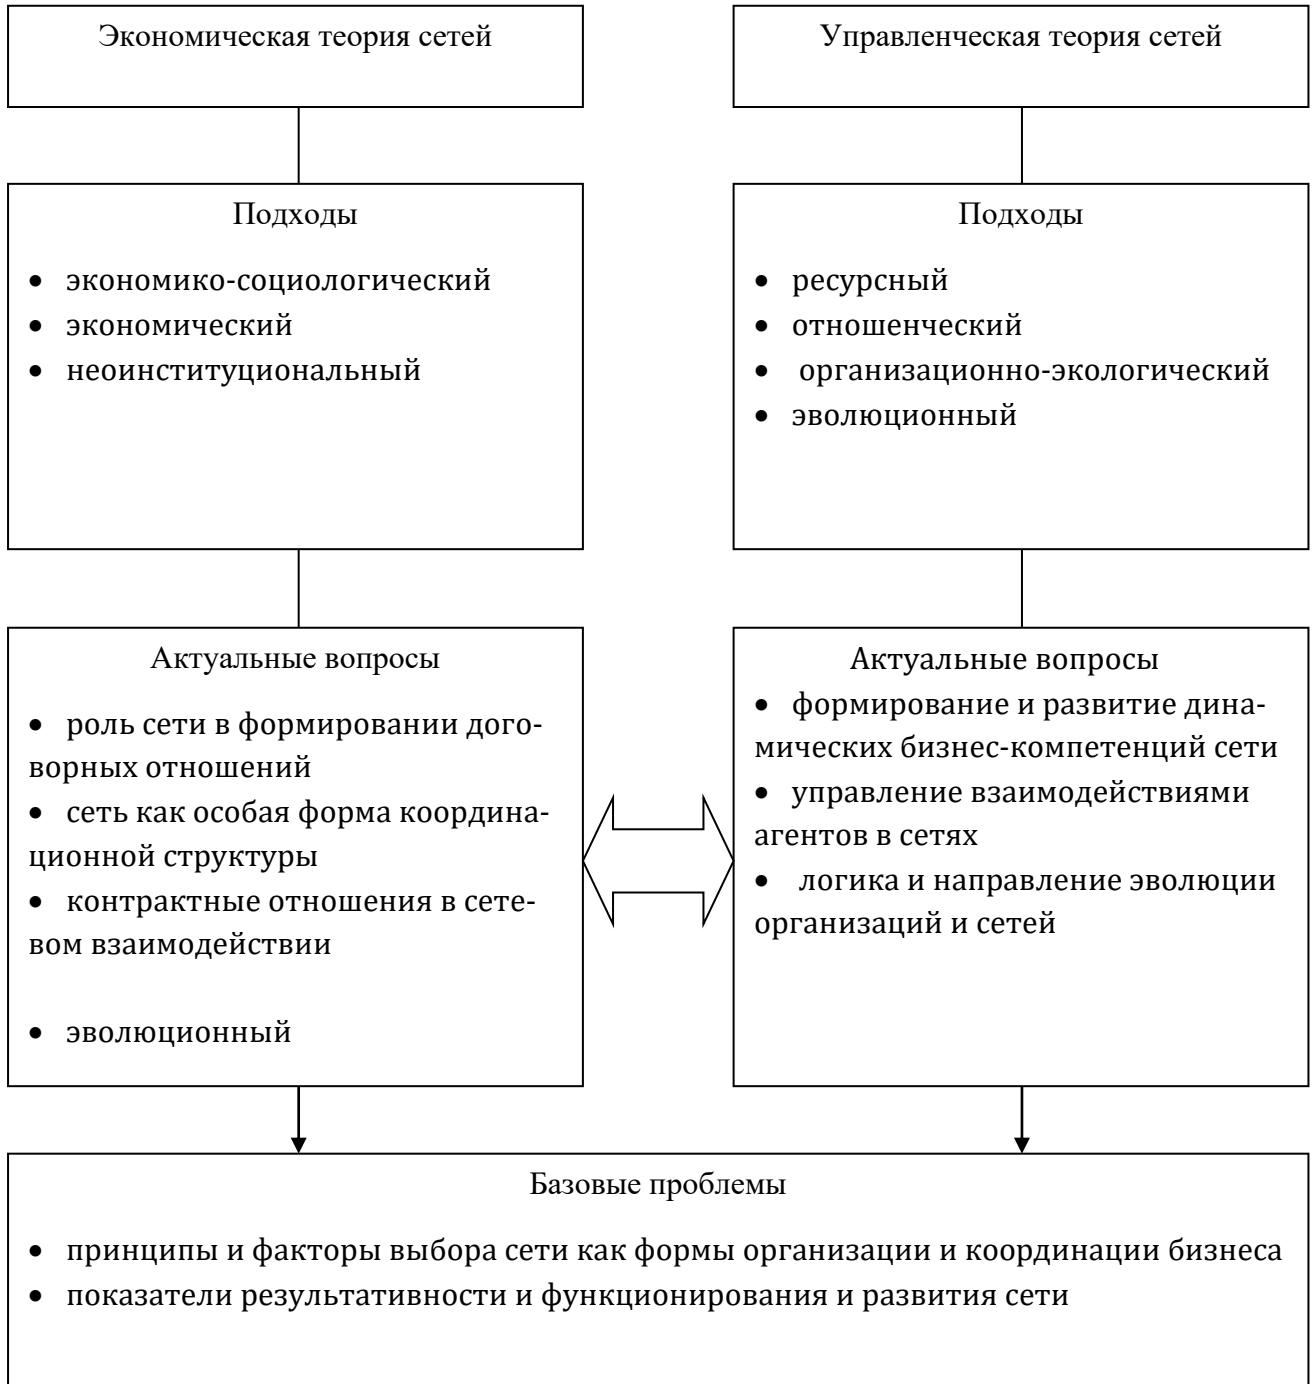 Экономическая теория сетей
Управленческая теория сетей
Подходы
• экономико-социологический
• экономический
• неоинституциональный
Подходы
• ресурсный
• отношенческий
• организационно-экологический
• эволюционный
Актуальные вопросы
• роль сети в формировании дого-
ворных отношений
• сеть как особая форма координа-
ционной структуры
• контрактные отношения в сете-
вом взаимодействии
• эволюционный
Актуальные вопросы
• формирование и развитие дина-
мических бизнес-компетенций сети
• управление взаимодействиями
агентов в сетях
• логика и направление эволюции
организаций и сетей
Базовые проблемы
• принципы и факторы выбора сети как формы организации и координации бизнеса
• показатели результативности и функционирования и развития сети